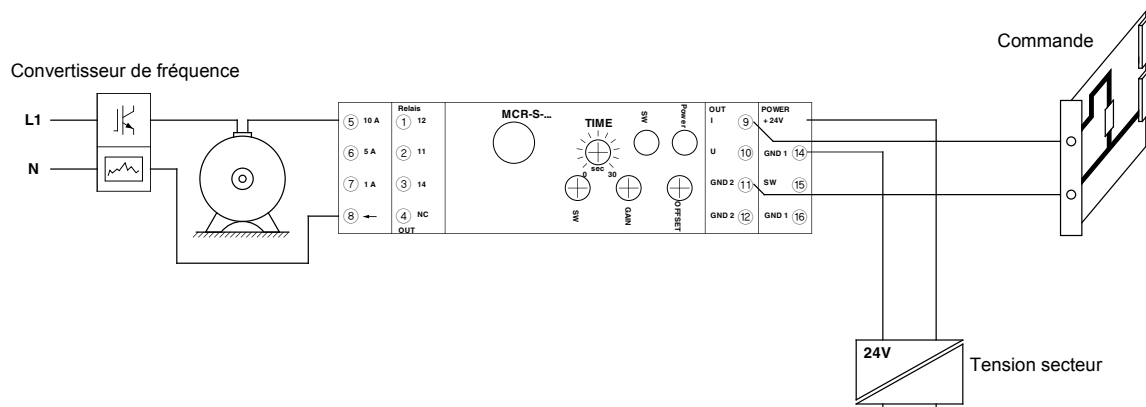 Commande
Convertisseur de fréquence
L1
N
Relais
5 10 A 1 12
6 5 A 2 11
7 1 A 3 14
8 4 NC
OUT
MCR-S-...
TIME
sec
0 30
SW
Power
SW
GAIN
OFFSET
OUT POWER
I 9 + 24V
U 10 GND 1 14
GND 2 11 SW 15
GND 2 12 GND 1 16
24V
Tension secteur